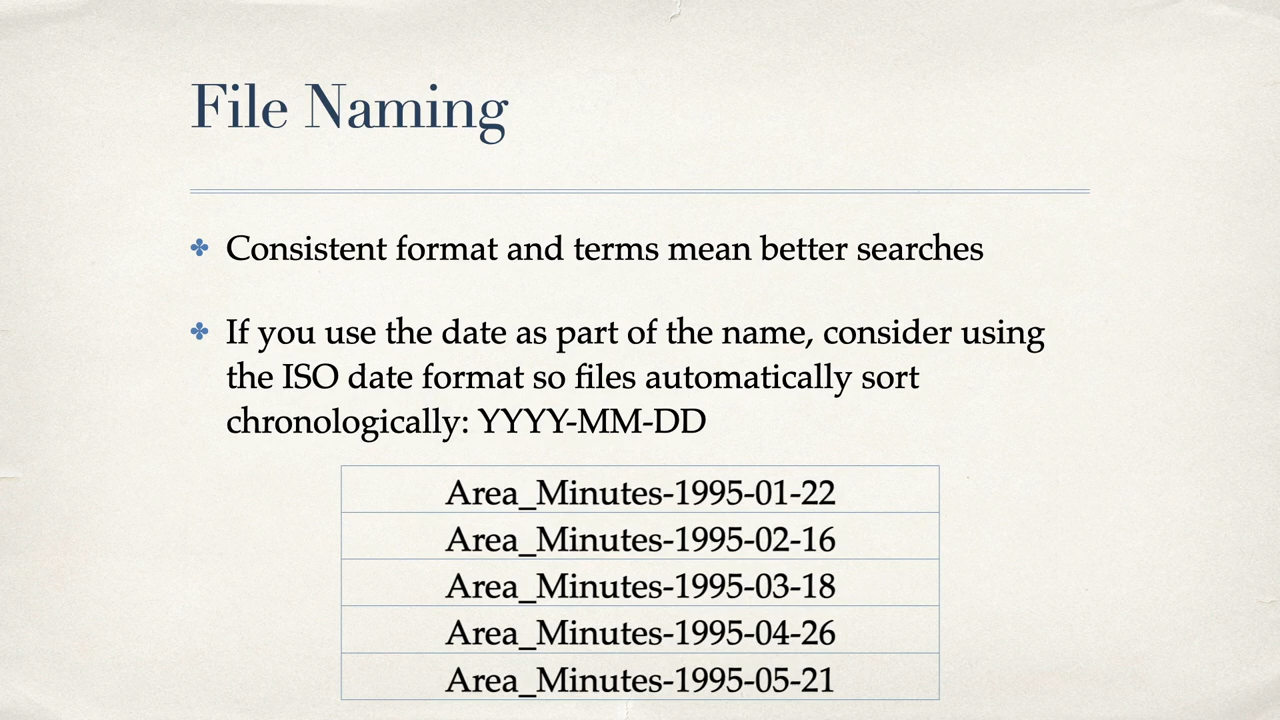 File Naming
Consistent format and terms mean better searches
If you use the date as part of the name, consider using
the ISO date format so files automatically sort
chronologically: YYYY-MM-DD
Area_Minutes-1995-01-22
Area_Minutes-1995-02-16
Area_Minutes-1995-03-18
Area_Minutes-1995-04-26
Area_Minutes-1995-05-21